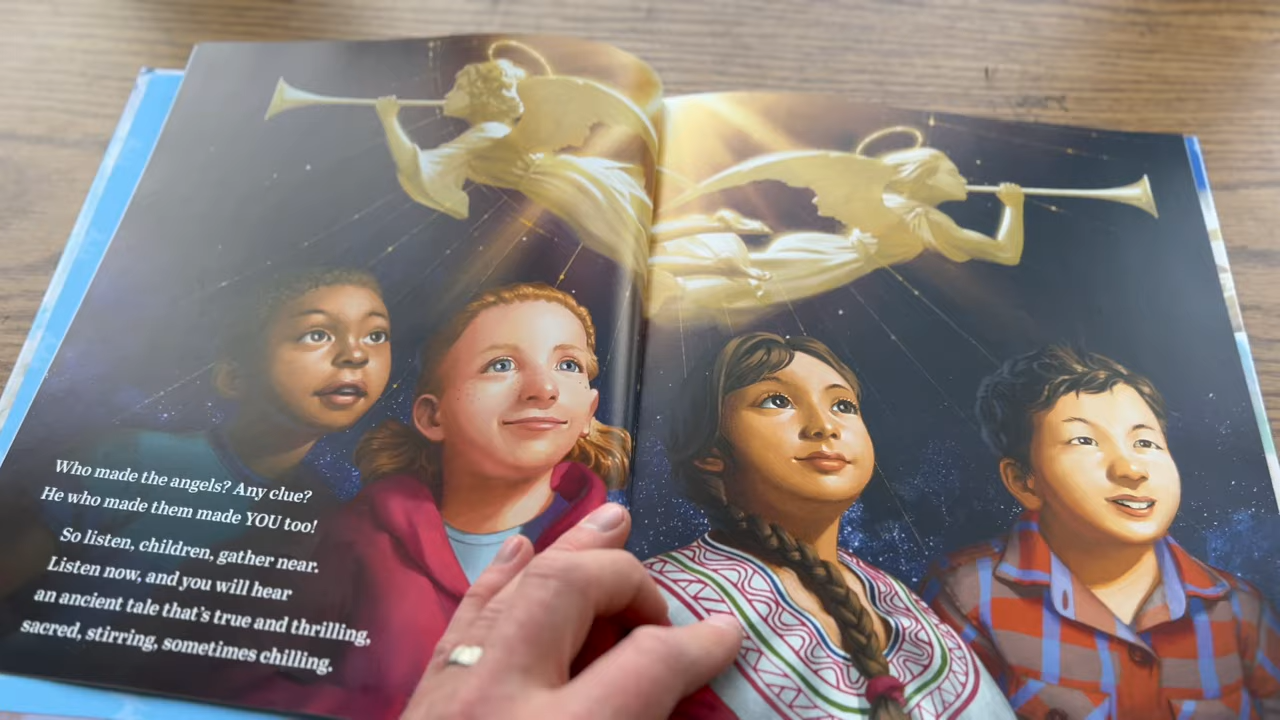 Who made the angels? Any clue?
He who made them made YOU too!
So listen, children, gather near.
Listen now, and you will hear
an ancient tale that's true and thrilling,
sacred, stirring, sometimes chilling.